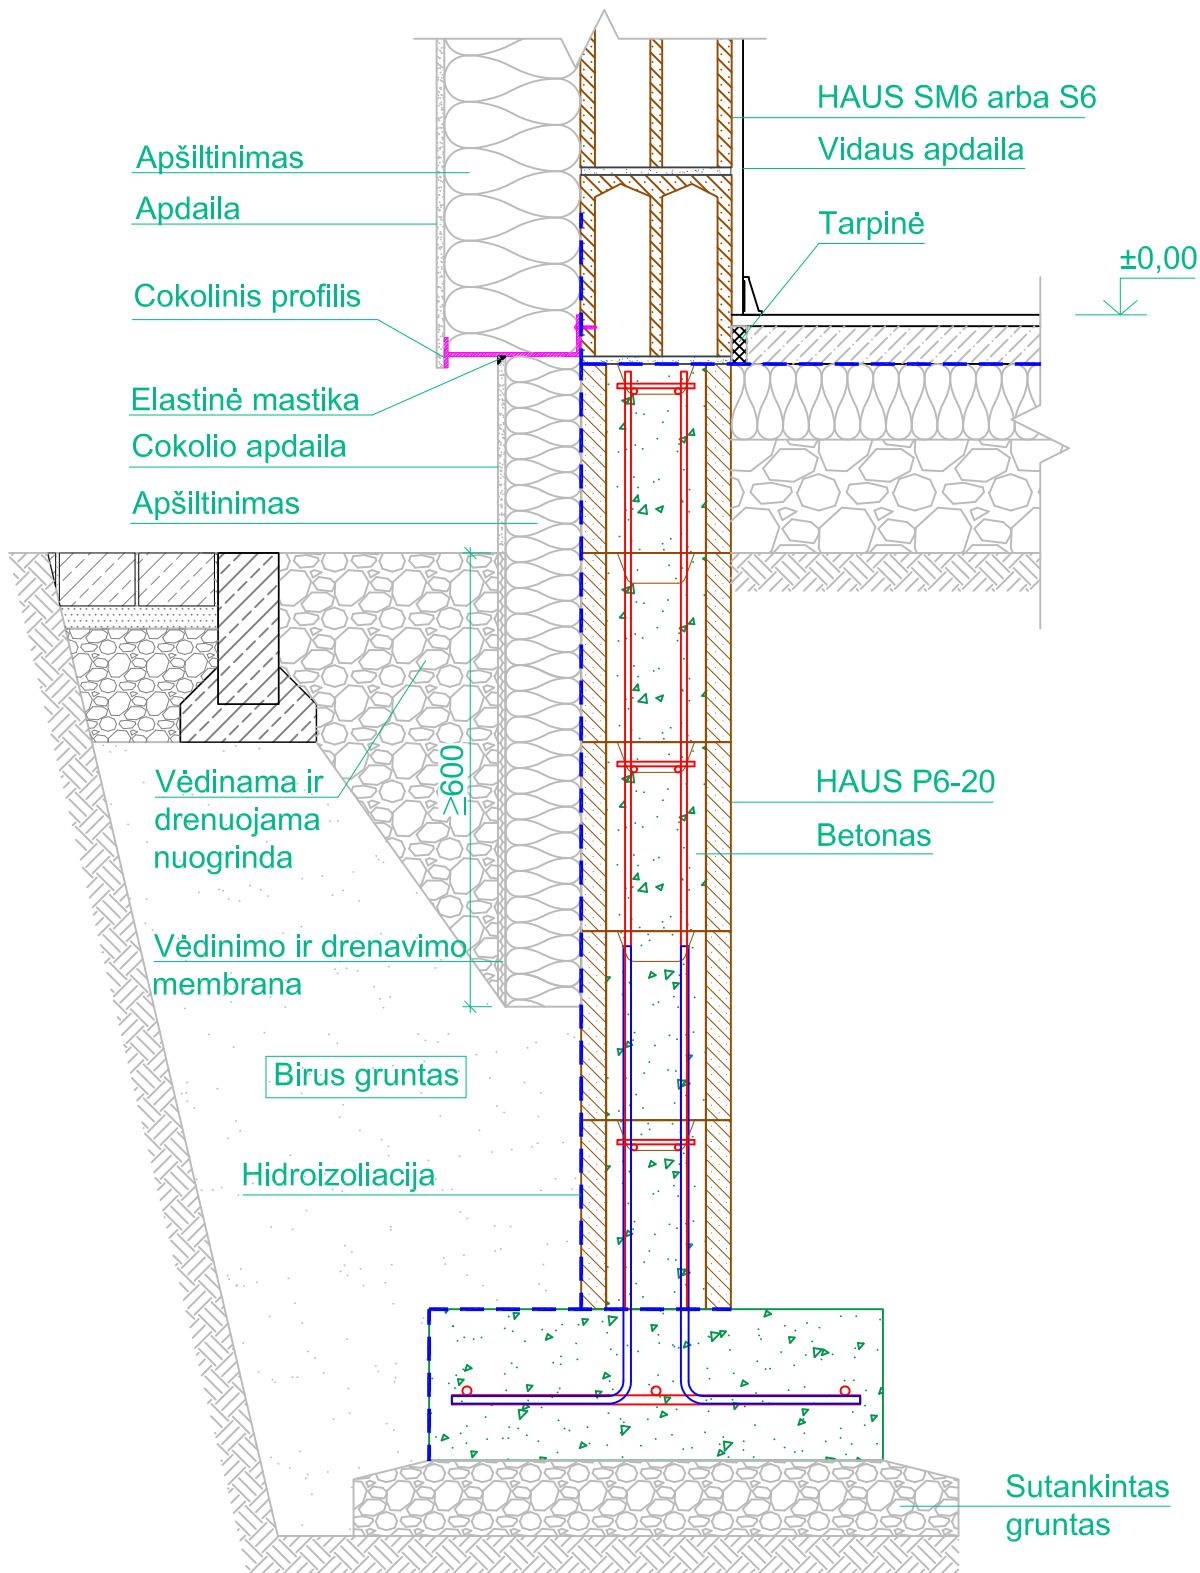 HAUS SM6 arba S6
Vidaus apdaila
Apšiltinimas
Apdaila
Tarpinė
±0,00
Cokolinis profilis
Elastinė mastika
Cokolio apdaila
Apšiltinimas
≥600
Vėdinama ir
drenuojama
nuogrinda
HAUS P6-20
Betonas
Vėdinimo ir drenavimo
membrana
Birus gruntas
Hidroizoliacija
Sutankintas
gruntas